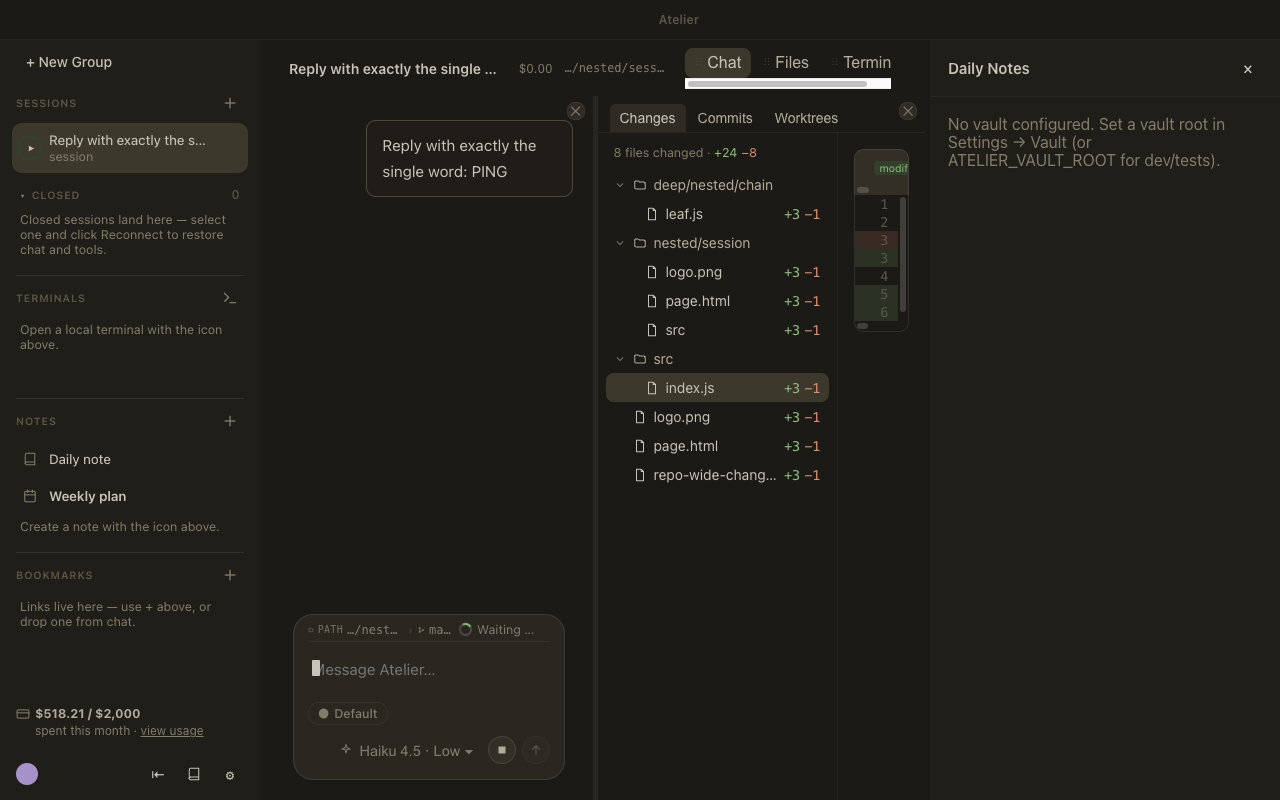 Atelier
+ New Group
SESSIONS
Reply with exactly the s...
session
CLOSED 0
Closed sessions land here — select
one and click Reconnect to restore
chat and tools.
TERMINALS
Open a local terminal with the icon
above.
NOTES
Daily note
Weekly plan
Create a note with the icon above.
BOOKMARKS
Links live here — use + above, or
drop one from chat.
$518.21 / $2,000
spent this month · view usage
Reply with exactly the single ... $0.00 …/nested/sess…
Chat Files Termin
Reply with exactly the
single word: PING
PATH …/nest… › ma… Waiting ...
Message Atelier...
Default
Haiku 4.5 · Low
Changes Commits Worktrees
8 files changed · +24 −8
deep/nested/chain
leaf.js +3 −1
nested/session
logo.png +3 −1
page.html +3 −1
src +3 −1
src
index.js +3 −1
logo.png +3 −1
page.html +3 −1
repo-wide-chang... +3 −1
modif
1
2
3
3
4
5
6
Daily Notes
No vault configured. Set a vault root in
Settings → Vault (or
ATELIER_VAULT_ROOT for dev/tests).